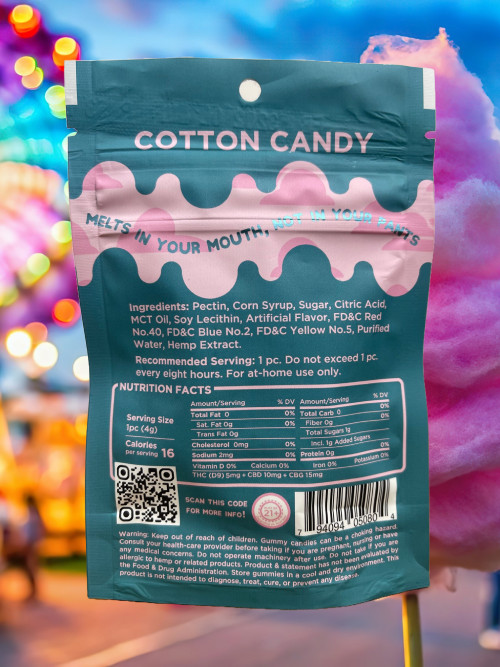 COTTON CANDY
MELTS IN YOUR MOUTH, NOT IN YOUR PANTS
Ingredients: Pectin, Corn Syrup, Sugar, Citric Acid,
MCT Oil, Soy Lecithin, Artificial Flavor, FD&C Red
No.40, FD&C Blue No.2, FD&C Yellow No.5, Purified
Water, Hemp Extract.
Recommended Serving: 1 pc. Do not exceed 1 pc.
every eight hours. For at-home use only.
NUTRITION FACTS
Serving Size
1pc (4g)
Calories
per serving 16
Amount/Serving % DV
Total Fat 0 0%
Sat. Fat 0g 0%
Trans Fat 0g
Cholesterol 0mg 0%
Sodium 2mg 0%
Vitamin D 0% Calcium 0%
Amount/Serving % DV
Total Carb 0 0%
Fiber 0g 0%
Total Sugars 1g
incl. 1g Added Sugars
Protein 0g 0%
Iron 0% Potassium 0%
THC (D9) 5mg + CBD 10mg + CBG 15mg
SCAN THIS CODE
FOR MORE INFO!
21+
7 94094 05080 4
Warning: Keep out of reach of children. Gummy candies can be a choking hazard.
Consult your health-care provider before taking if you are pregnant, nursing or have
any medical concerns. Do not operate machinery after use. Do not take if you are
allergic to hemp or related products. Product & statement has not been evaluated by
the Food & Drug Administration. Store gummies in a cool and dry environment. This
product is not intended to diagnose, treat, cure, or prevent any disease.